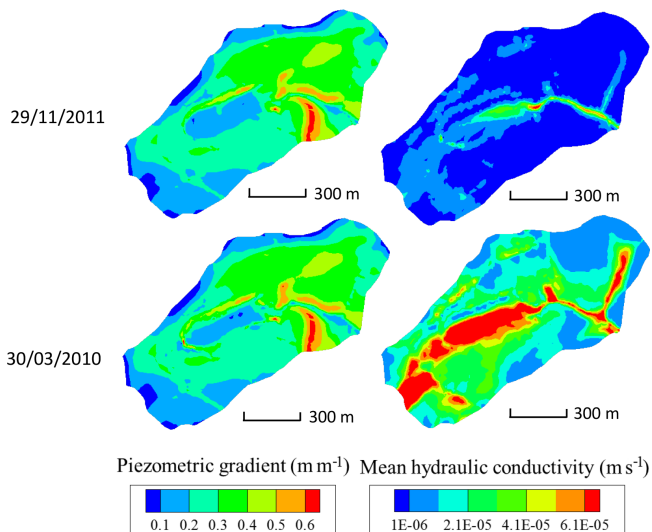 29/11/2011
300 m
300 m
30/03/2010
300 m
300 m
Piezometric gradient (m m⁻¹)
Mean hydraulic conductivity (m s⁻¹)
0.1 0.2 0.3 0.4 0.5 0.6
1E-06 2.1E-05 4.1E-05 6.1E-05